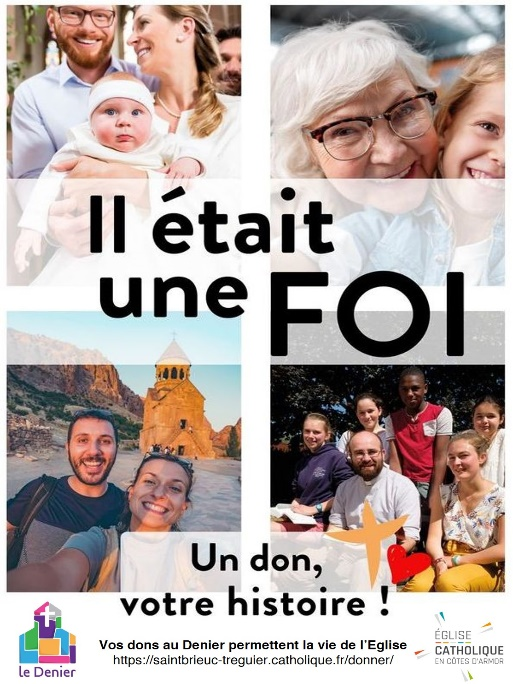 Il était
une FOI
Un don,
votre histoire !
Vos dons au Denier permettent la vie de l'Eglise
https://saintbrieuc-treguier.catholique.fr/donner/
le Denier
ÉGLISE
CATHOLIQUE
EN CÔTES D'ARMOR